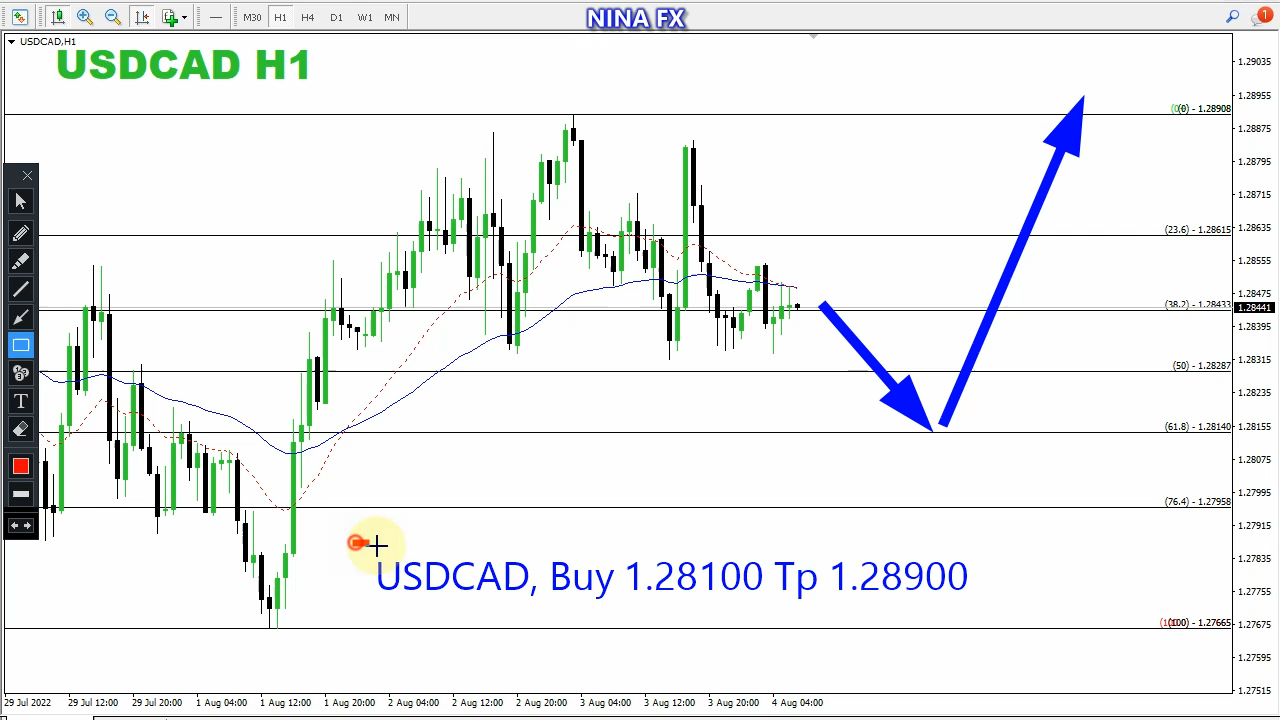 M30 H1 H4 D1 W1 MN
NINA FX
1
USDCAD,H1
USDCAD H1
1.29035
1.28955
(0) - 1.28908
1.28875
1.28795
1.28715
1.28635
(23.6) - 1.28615
1.28555
1.28475
(38.2) - 1.28433
1.28441
1.28395
(50) - 1.28287
1.28315
1.28235
(61.8) - 1.28140
1.28155
1.28075
(76.4) - 1.27958
1.27995
1.27915
1.27835
T
USDCAD, Buy 1.28100 Tp 1.28900
1.27755
(100) - 1.27665
1.27675
1.27595
1.27515
29 Jul 2022 29 Jul 12:00 29 Jul 20:00 1 Aug 04:00 1 Aug 12:00 1 Aug 20:00 2 Aug 04:00 2 Aug 12:00 2 Aug 20:00 3 Aug 04:00 3 Aug 12:00 3 Aug 20:00 4 Aug 04:00